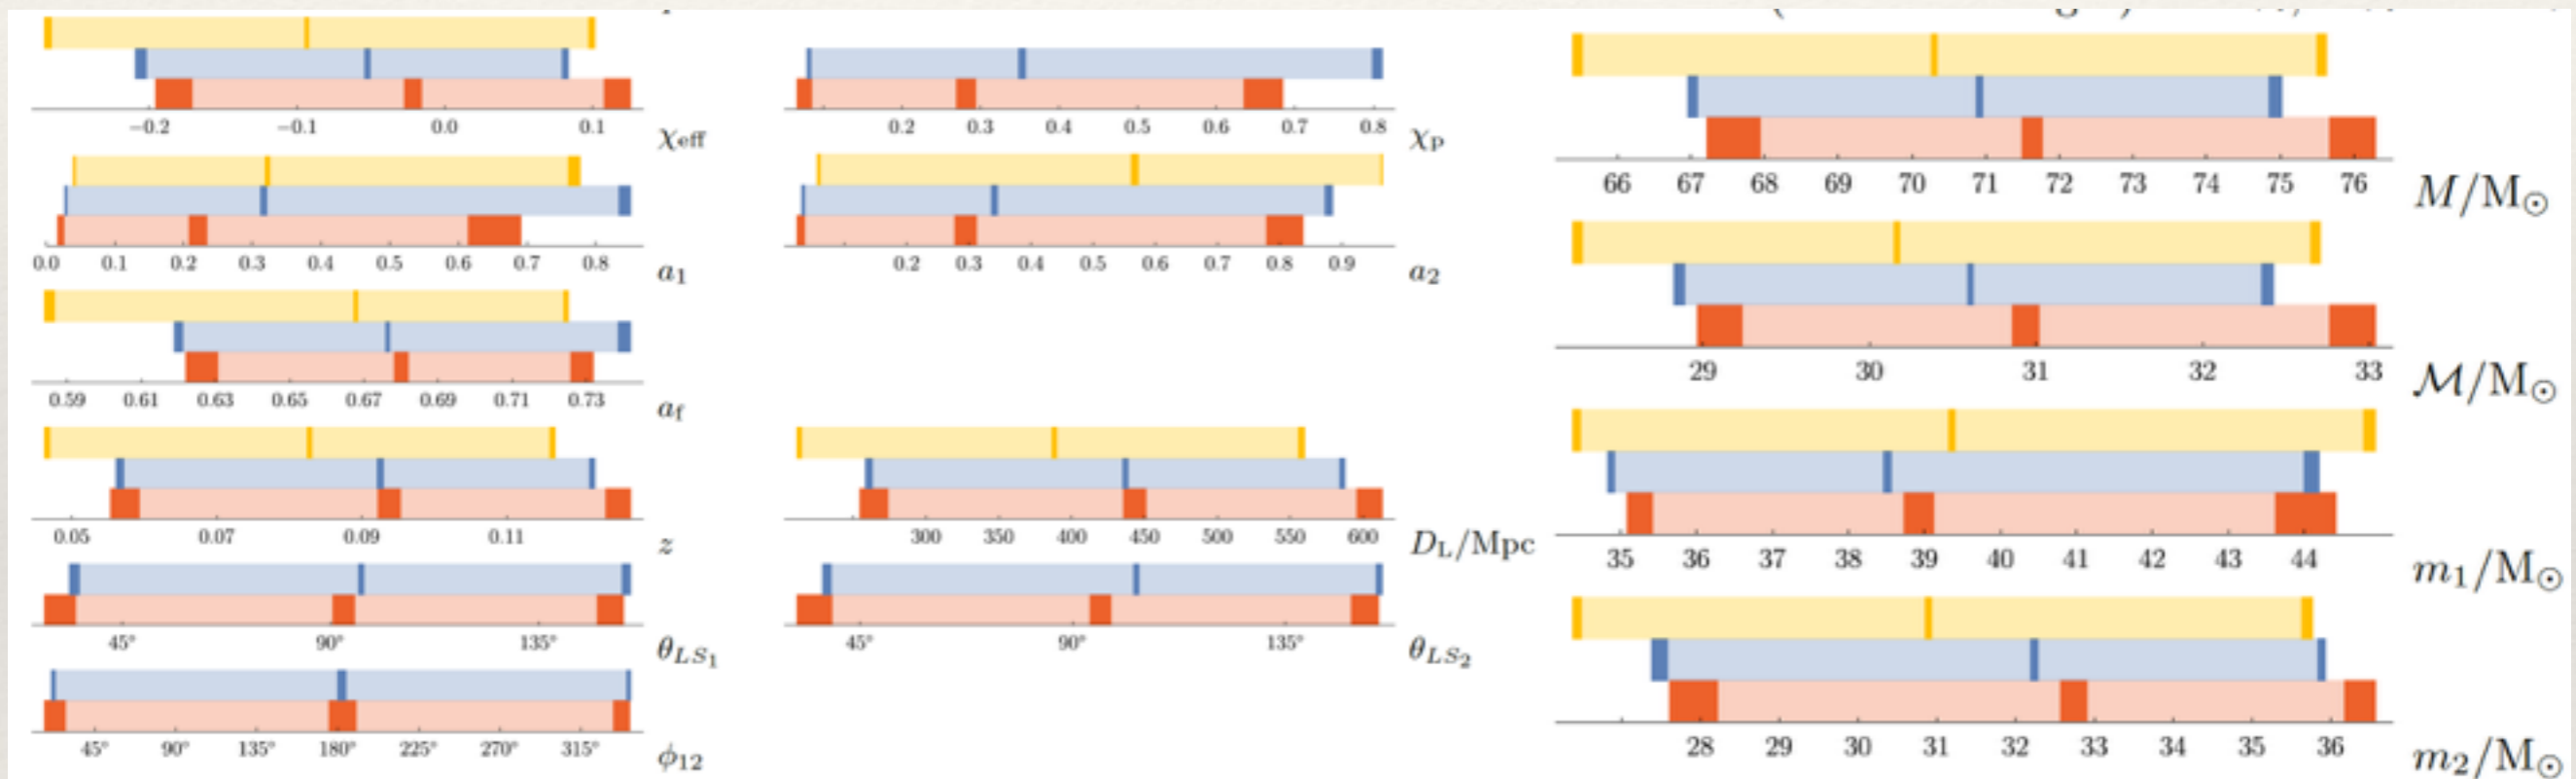 −0.2 −0.1 0.0 0.1 χeff
0.2 0.3 0.4 0.5 0.6 0.7 0.8 χp
0.0 0.1 0.2 0.3 0.4 0.5 0.6 0.7 0.8 a1
0.2 0.3 0.4 0.5 0.6 0.7 0.8 0.9 a2
0.59 0.61 0.63 0.65 0.67 0.69 0.71 0.73 af
0.05 0.07 0.09 0.11 z
300 350 400 450 500 550 600 DL/Mpc
45° 90° 135° θLS1
45° 90° 135° θLS2
45° 90° 135° 180° 225° 270° 315° ϕ12
66 67 68 69 70 71 72 73 74 75 76 M/M⊙
29 30 31 32 33 ℳ/M⊙
35 36 37 38 39 40 41 42 43 44 m1/M⊙
28 29 30 31 32 33 34 35 36 m2/M⊙